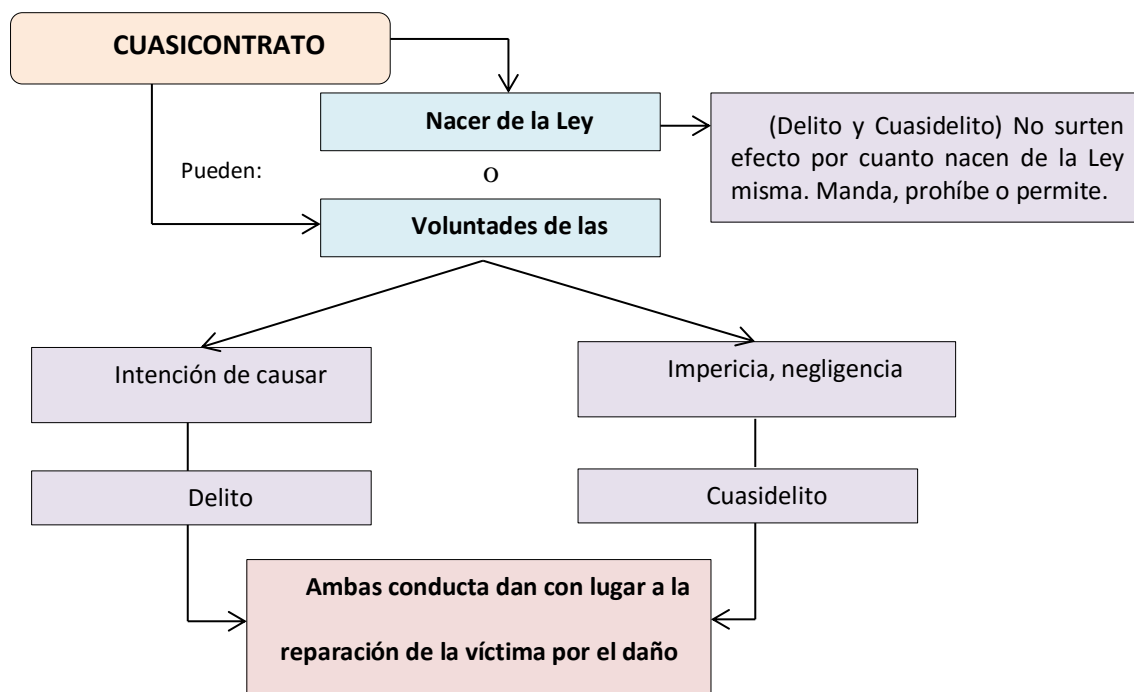 CUASICONTRATO
Nacer de la Ley
(Delito y Cuasidelito) No surten
efecto por cuanto nacen de la Ley
misma. Manda, prohíbe o permite.
Pueden:
o
Voluntades de las
Intención de causar
Impericia, negligencia
Delito
Cuasidelito
Ambas conducta dan con lugar a la
reparación de la víctima por el daño